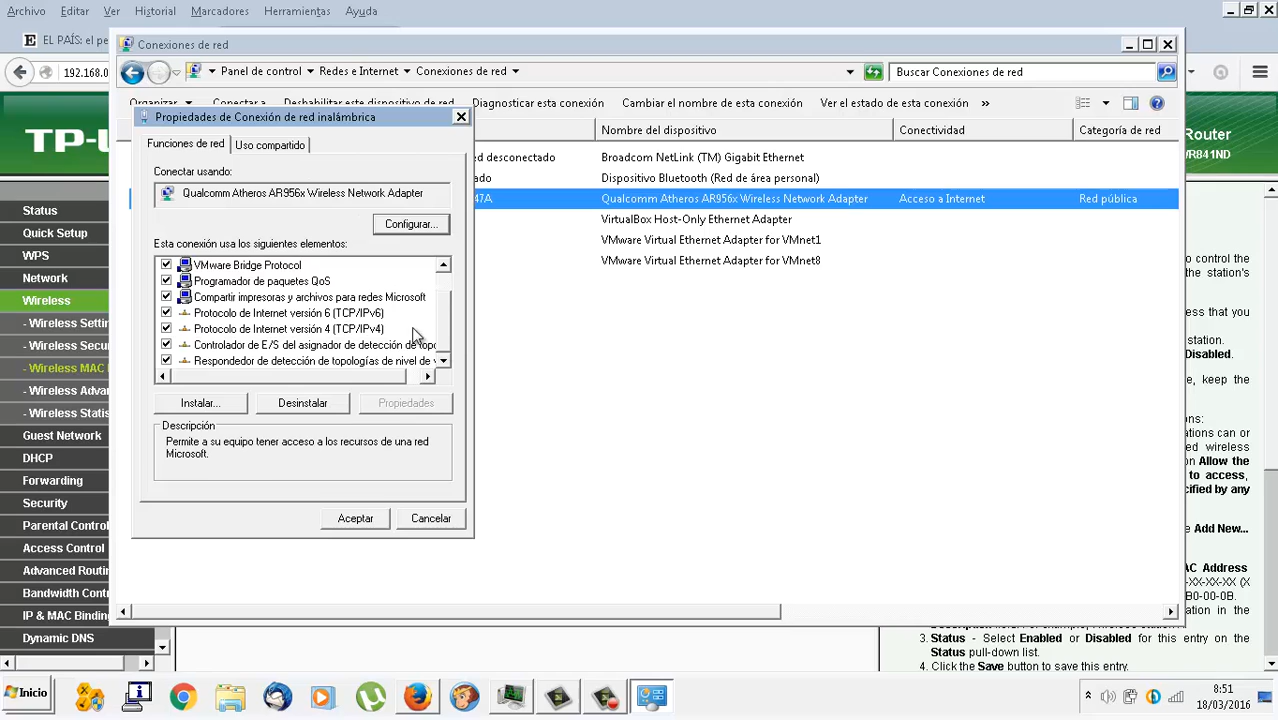 Archivo Editar Ver Historial Marcadores Herramientas Ayuda
E EL PAÍS: el pe
192.168.0
Conexiones de red
Panel de control Redes e Internet Conexiones de red
Buscar Conexiones de red
Organizar Conectar a Deshabilitar este dispositivo de red Diagnosticar esta conexión Cambiar el nombre de esta conexión Ver el estado de esta conexión »
Nombre del dispositivo Conectividad Categoría de red
ed desconectado Broadcom NetLink (TM) Gigabit Ethernet
ado Dispositivo Bluetooth (Red de área personal)
47A Qualcomm Atheros AR956x Wireless Network Adapter Acceso a Internet Red pública
VirtualBox Host-Only Ethernet Adapter
VMware Virtual Ethernet Adapter for VMnet1
VMware Virtual Ethernet Adapter for VMnet8
Propiedades de Conexión de red inalámbrica
Funciones de red Uso compartido
Conectar usando:
Qualcomm Atheros AR956x Wireless Network Adapter
Configurar...
Esta conexión usa los siguientes elementos:
VMware Bridge Protocol
Programador de paquetes QoS
Compartir impresoras y archivos para redes Microsoft
Protocolo de Internet versión 6 (TCP/IPv6)
Protocolo de Internet versión 4 (TCP/IPv4)
Controlador de E/S del asignador de detección de topo
Respondedor de detección de topologías de nivel de v
Instalar... Desinstalar Propiedades
Descripción
Permite a su equipo tener acceso a los recursos de una red
Microsoft.
Aceptar Cancelar
TP-L
Status
Quick Setup
WPS
Network
Wireless
- Wireless Settin
- Wireless Secu
- Wireless MAC
- Wireless Adva
- Wireless Statis
Guest Network
DHCP
Forwarding
Security
Parental Control
Access Control
Advanced Routin
Bandwidth Contr
IP & MAC Binding
Dynamic DNS
Router
VR841ND
o control the
the station's
ess that you
Disabled.
e, keep the
ons:
ations can or
ed wireless
on Allow the
to access,
cified by any
e Add New...
AC Address
-XX-XX-XX (X
B0-00-0B.
tation in the
3. Status - Select Enabled or Disabled for this entry on the
Status pull-down list.
4. Click the Save button to save this entry.
Inicio
8:51
18/03/2016